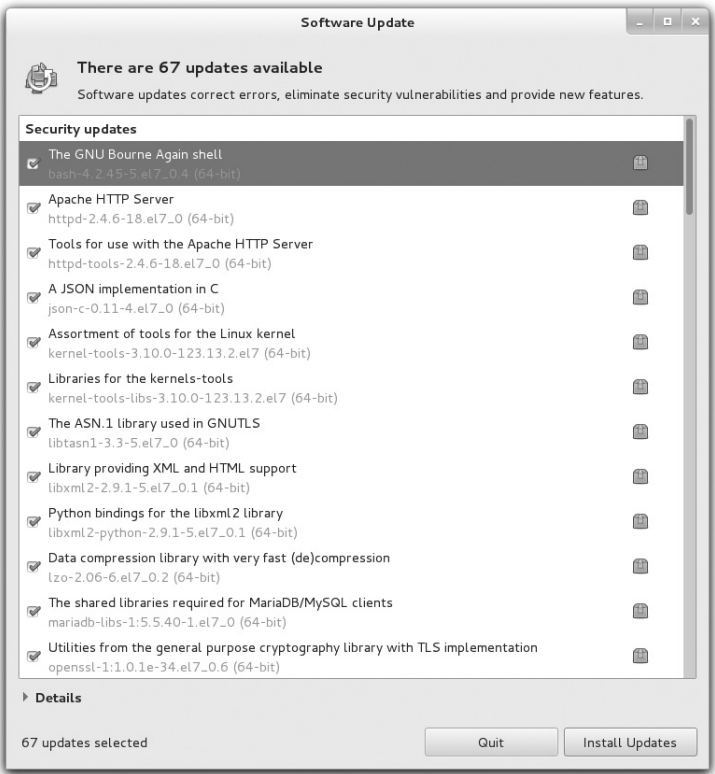 Software Update
There are 67 updates available
Software updates correct errors, eliminate security vulnerabilities and provide new features.
Security updates
The GNU Bourne Again shell
bash-4.2.45-5.el7_0.4 (64-bit)
Apache HTTP Server
httpd-2.4.6-18.el7_0 (64-bit)
Tools for use with the Apache HTTP Server
httpd-tools-2.4.6-18.el7_0 (64-bit)
A JSON implementation in C
json-c-0.11-4.el7_0 (64-bit)
Assortment of tools for the Linux kernel
kernel-tools-3.10.0-123.13.2.el7 (64-bit)
Libraries for the kernels-tools
kernel-tools-libs-3.10.0-123.13.2.el7 (64-bit)
The ASN.1 library used in GNUTLS
libtasn1-3.3-5.el7_0 (64-bit)
Library providing XML and HTML support
libxml2-2.9.1-5.el7_0.1 (64-bit)
Python bindings for the libxml2 library
libxml2-python-2.9.1-5.el7_0.1 (64-bit)
Data compression library with very fast (de)compression
lzo-2.06-6.el7_0.2 (64-bit)
The shared libraries required for MariaDB/MySQL clients
mariadb-libs-1:5.5.40-1.el7_0 (64-bit)
Utilities from the general purpose cryptography library with TLS implementation
openssl-1:1.0.1e-34.el7_0.6 (64-bit)
Details
67 updates selected
Quit
Install Updates